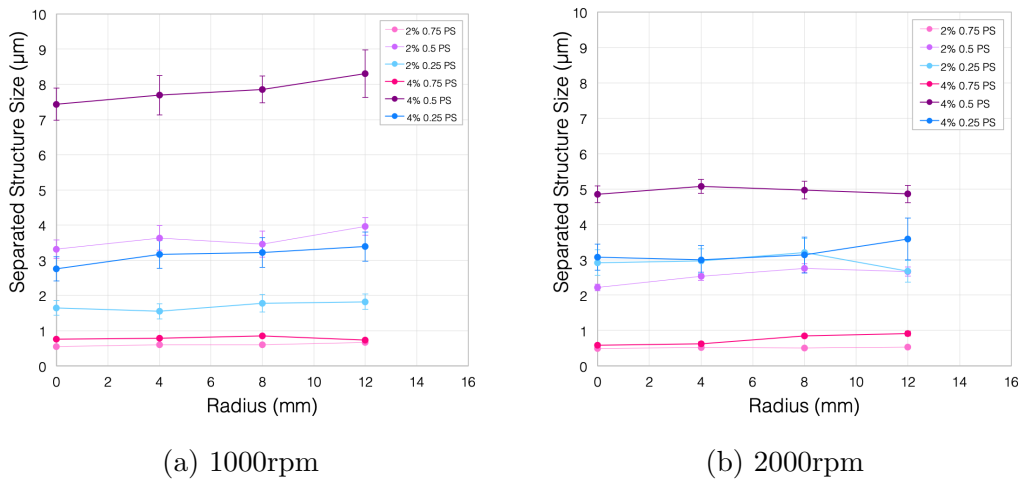 10
9
8
7
6
5
4
3
2
1
0
Separated Structure Size (μm)
0 2 4 6 8 10 12 14 16
Radius (mm)
2% 0.75 PS
2% 0.5 PS
2% 0.25 PS
4% 0.75 PS
4% 0.5 PS
4% 0.25 PS
(a) 1000rpm
10
9
8
7
6
5
4
3
2
1
0
Separated Structure Size (μm)
0 2 4 6 8 10 12 14 16
Radius (mm)
2% 0.75 PS
2% 0.5 PS
2% 0.25 PS
4% 0.75 PS
4% 0.5 PS
4% 0.25 PS
(b) 2000rpm